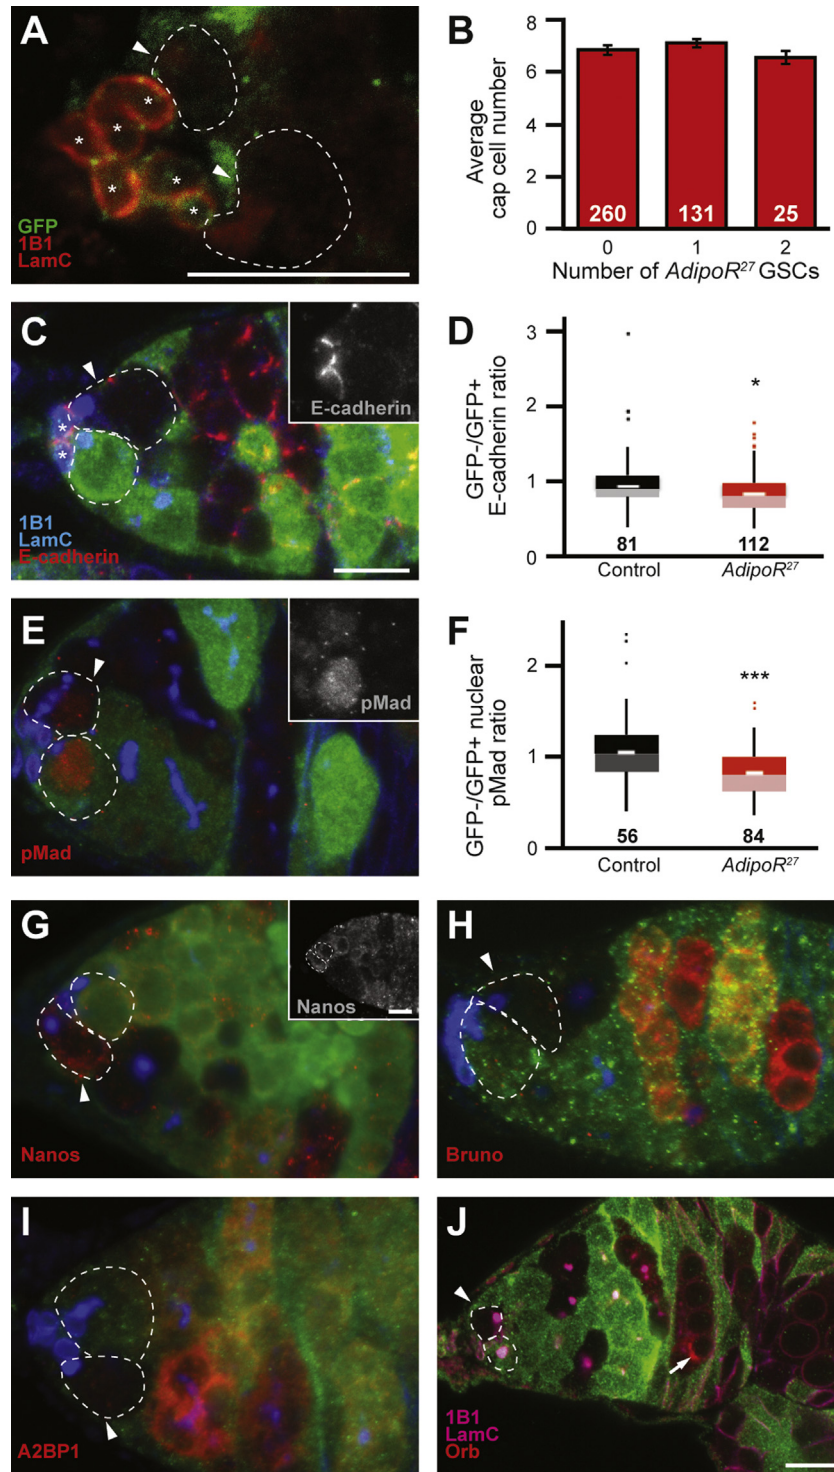 A
*
*
*
*
*
*
GFP
1B1
LamC
B
Average
cap cell number
8
6
4
2
0
260
131
25
0
1
2
Number of AdipoR²⁷ GSCs
C
E-cadherin
*
*
1B1
LamC
E-cadherin
D
GFP-/GFP+
E-cadherin ratio
3
2
1
0
*
81
112
Control
AdipoR²⁷
E
pMad
pMad
F
GFP-/GFP+ nuclear
pMad ratio
2
1
0
***
56
84
Control
AdipoR²⁷
G
Nanos
Nanos
H
Bruno
I
A2BP1
J
1B1
LamC
Orb